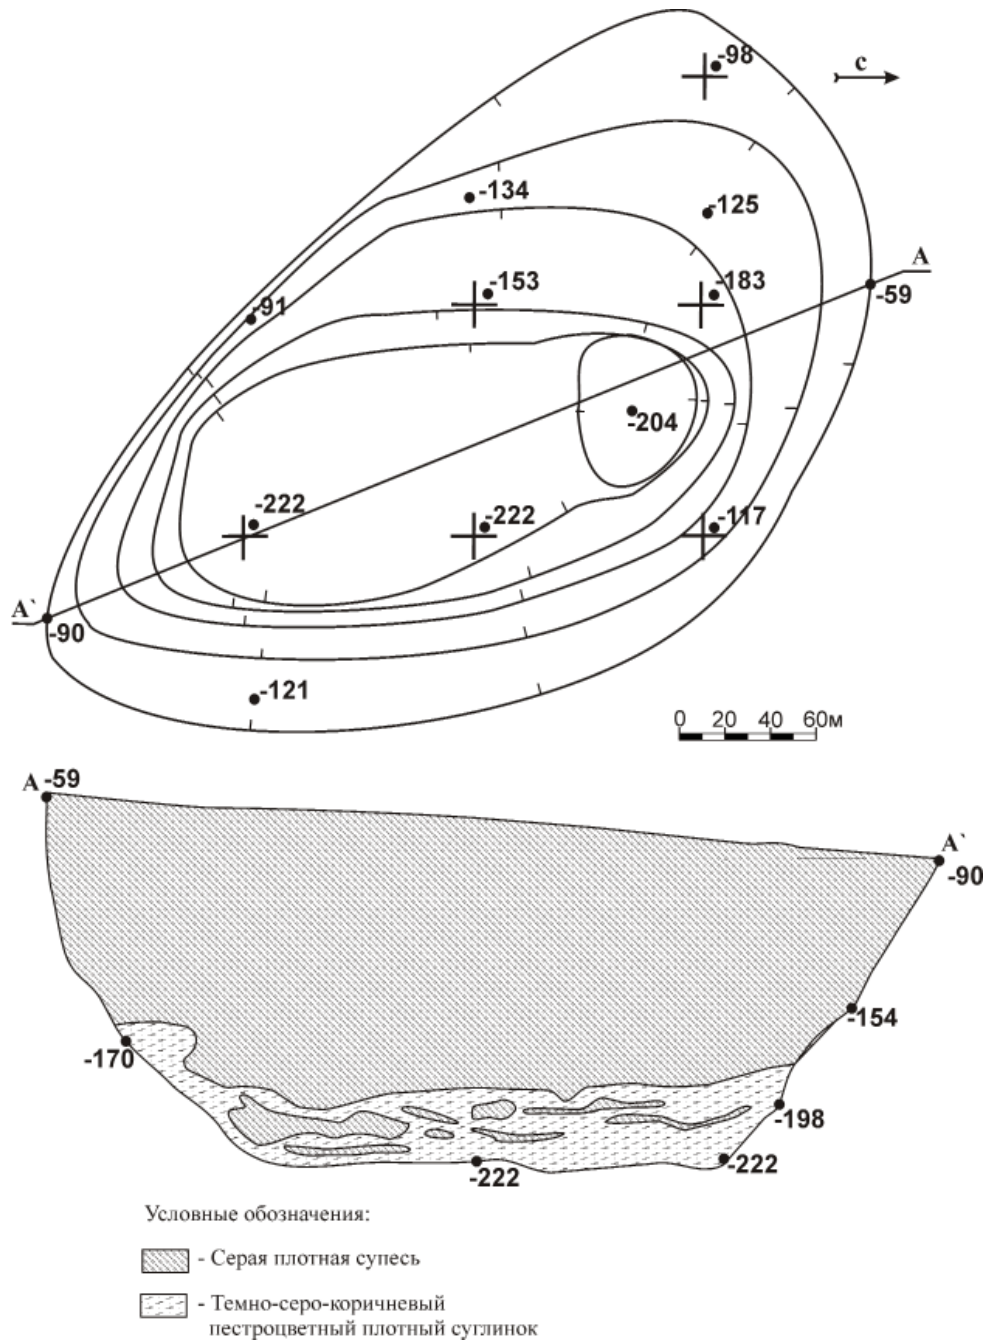 -98
с
-134
-125
А
-153
-183
-59
-91
-204
-222
-222
-117
А`
-90
-121
0 20 40 60м
А -59
А`
-90
-154
-170
-198
-222
-222
Условные обозначения:
- Серая плотная супесь
- Темно-серо-коричневый
пестроцветный плотный суглинок